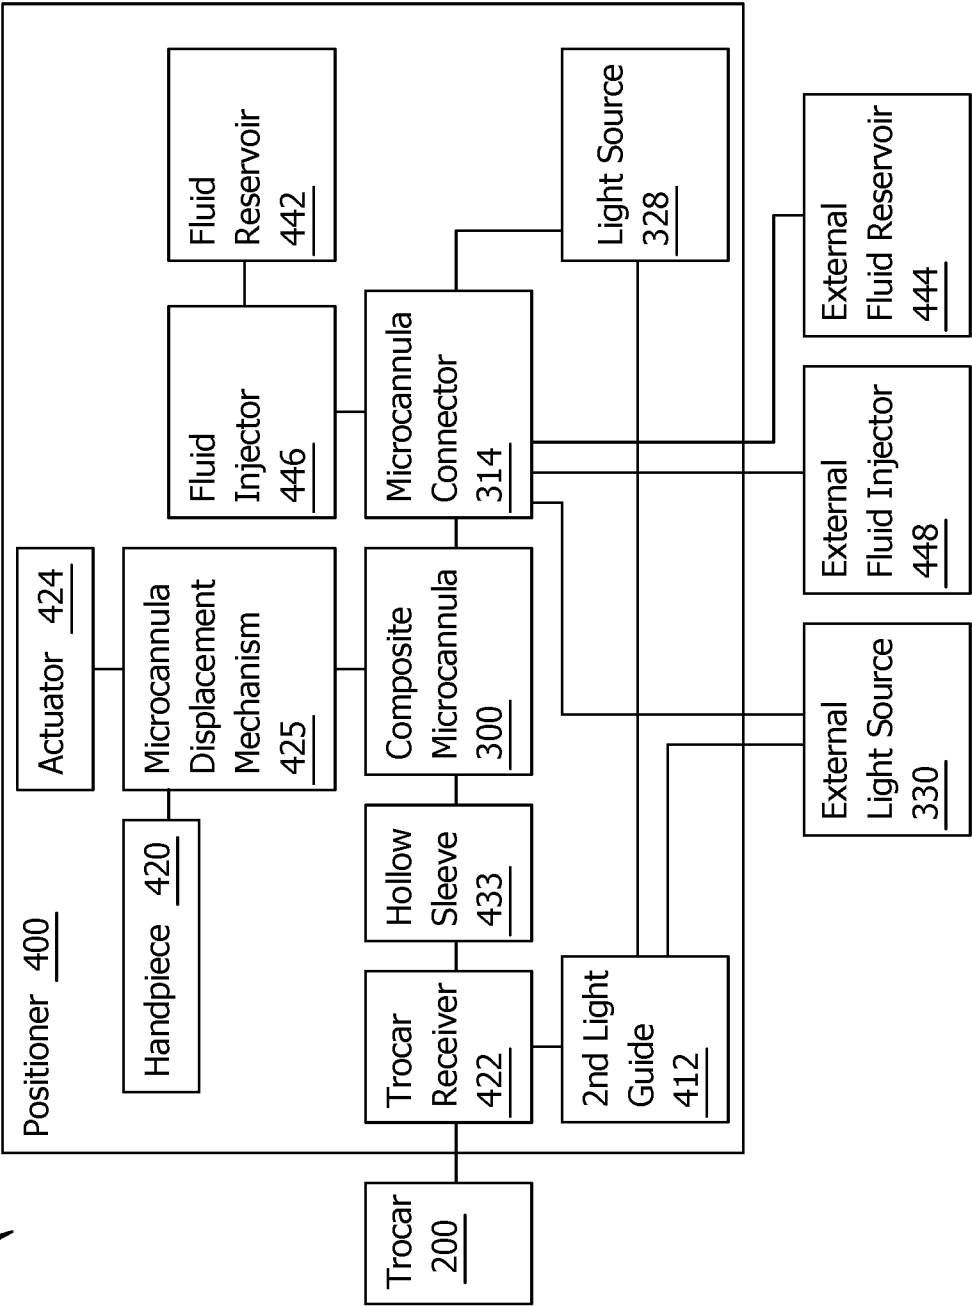 Positioner 400
Actuator 424
Handpiece 420
Microcannula
Displacement
Mechanism
425
Fluid
Injector
446
Fluid
Reservoir
442
Trocar
200
Trocar
Receiver
422
Hollow
Sleeve
433
Composite
Microcannula
300
Microcannula
Connector
314
2nd Light
Guide
412
Light Source
328
External
Light Source
330
External
Fluid Injector
448
External
Fluid Reservoir
444